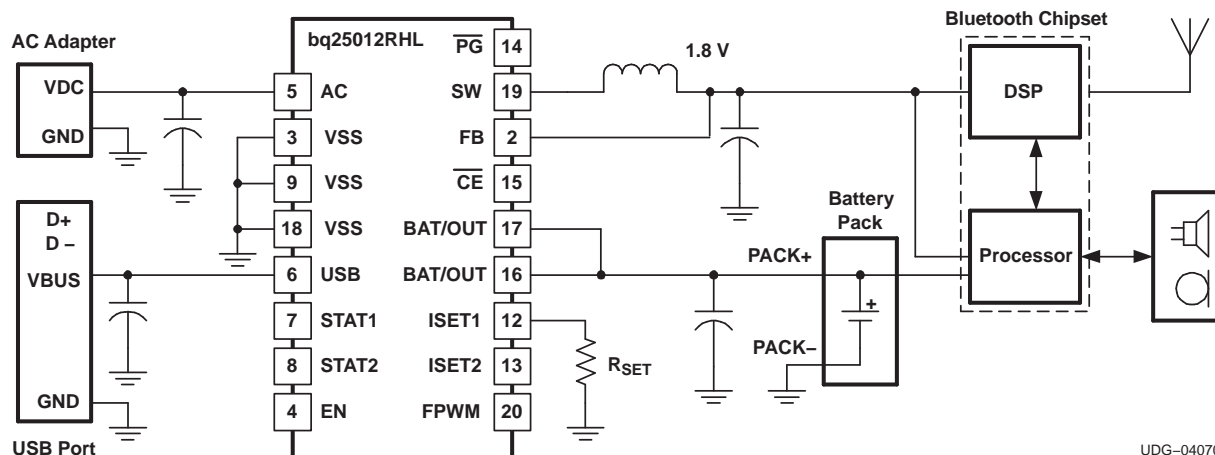 Bluetooth Chipset
AC Adapter
bq25012RHL
PG 14
1.8 V
VDC
5 AC
SW 19
DSP
GND
3 VSS
FB 2
9 VSS
CE 15
D+
D −
18 VSS
BAT/OUT 17
Battery
Pack
VBUS
6 USB
BAT/OUT 16
PACK+
Processor
7 STAT1
ISET1 12
+
8 STAT2
ISET2 13
RSET
PACK−
GND
4 EN
FPWM 20
USB Port
UDG−04070